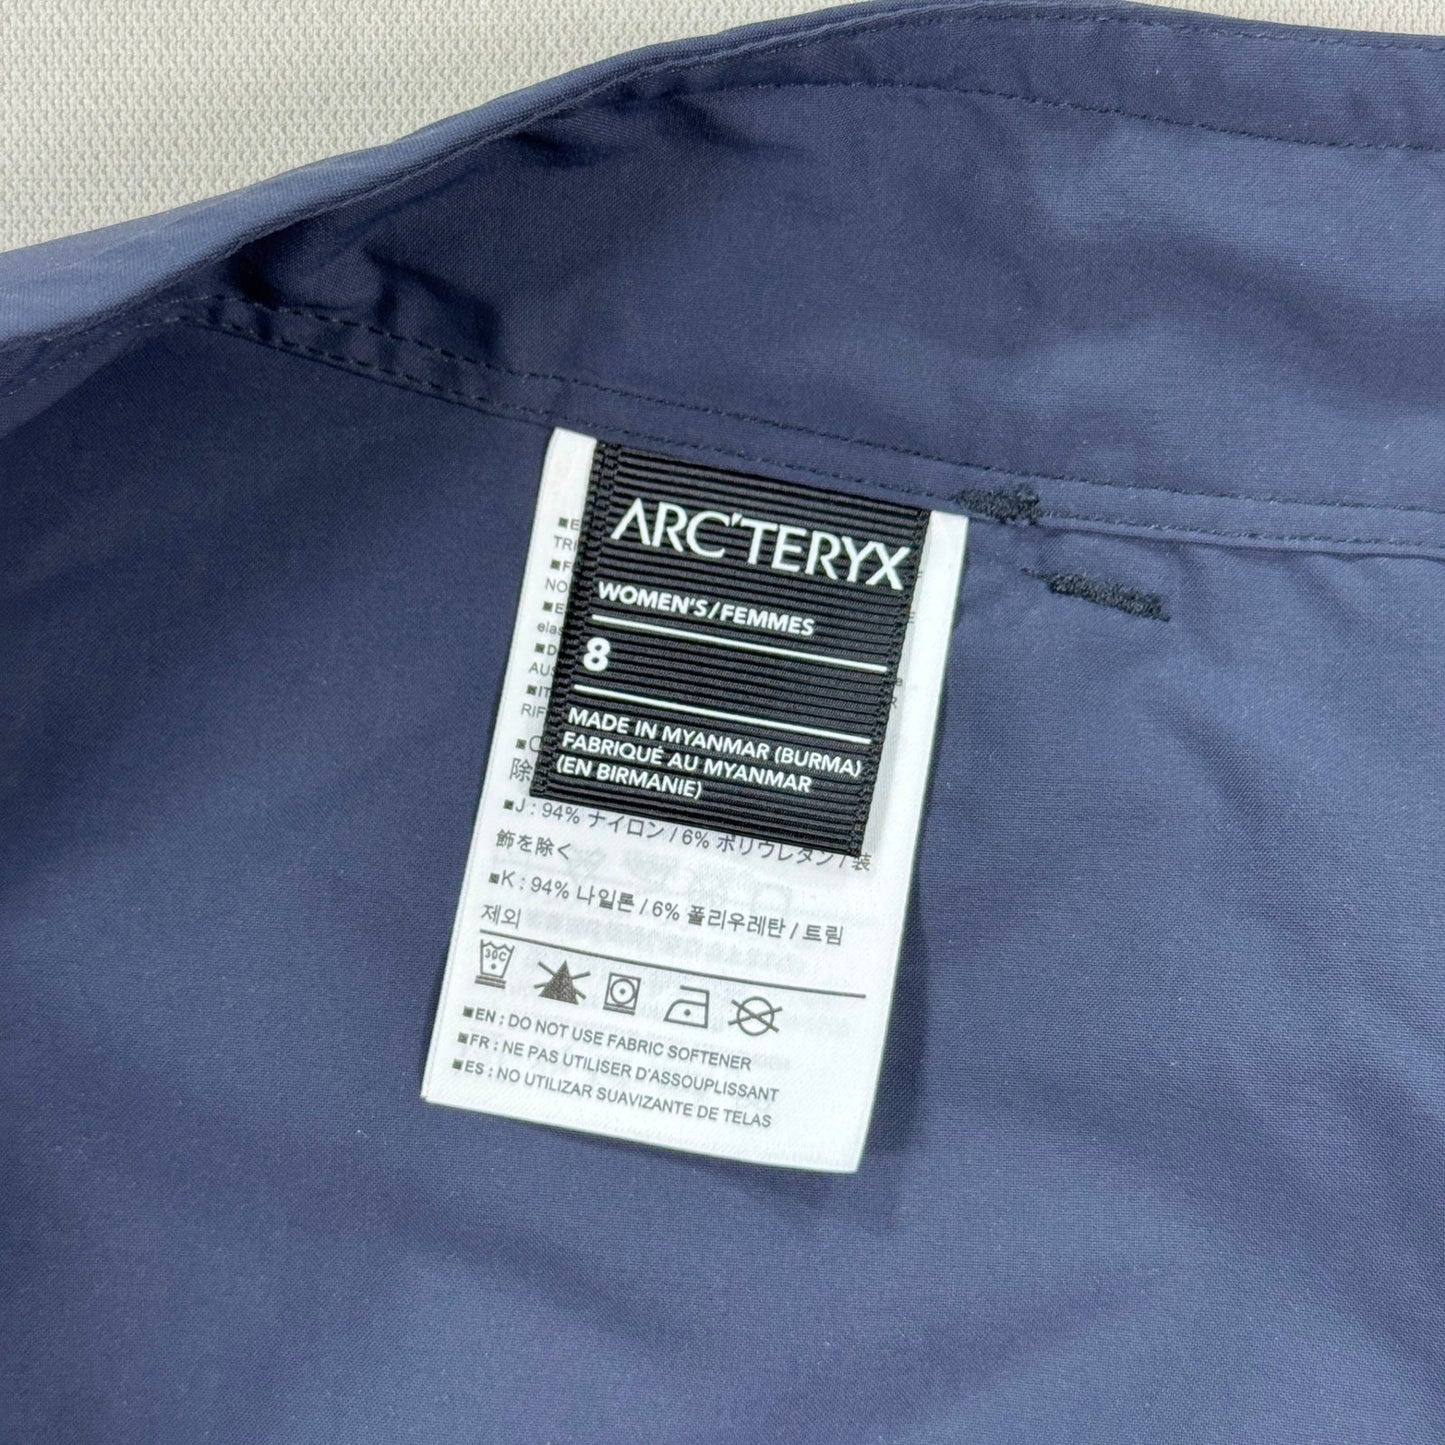 ARC'TERYX
WOMEN'S/FEMMES
8
MADE IN MYANMAR (BURMA)
FABRIQUÉ AU MYANMAR
(EN BIRMANIE)
■J : 94% ナイロン / 6% ポリウレタン / 装
飾を除く
■K : 94% 나일론 / 6% 폴리우레탄 / 트림
제외
30C
■EN : DO NOT USE FABRIC SOFTENER
■FR : NE PAS UTILISER D'ASSOUPLISSANT
■ES : NO UTILIZAR SUAVIZANTE DE TELAS